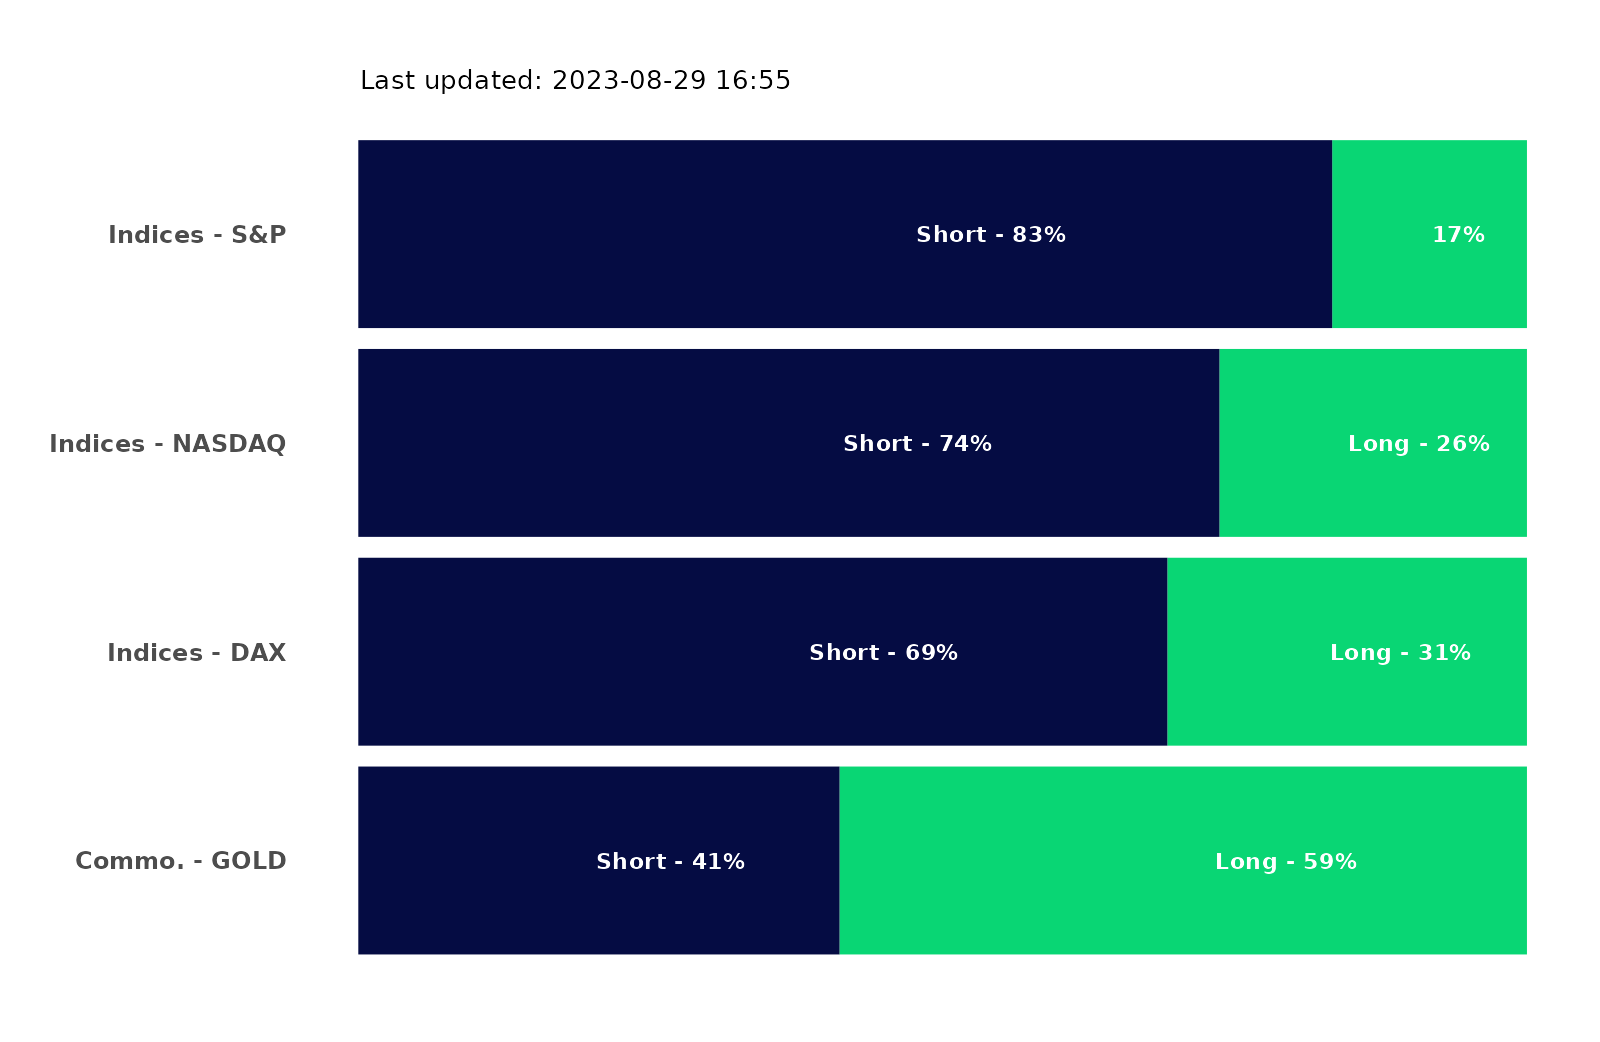 Last updated: 2023-08-29 16:55
Indices - S&P Short - 83% 17%
Indices - NASDAQ Short - 74% Long - 26%
Indices - DAX Short - 69% Long - 31%
Commo. - GOLD Short - 41% Long - 59%